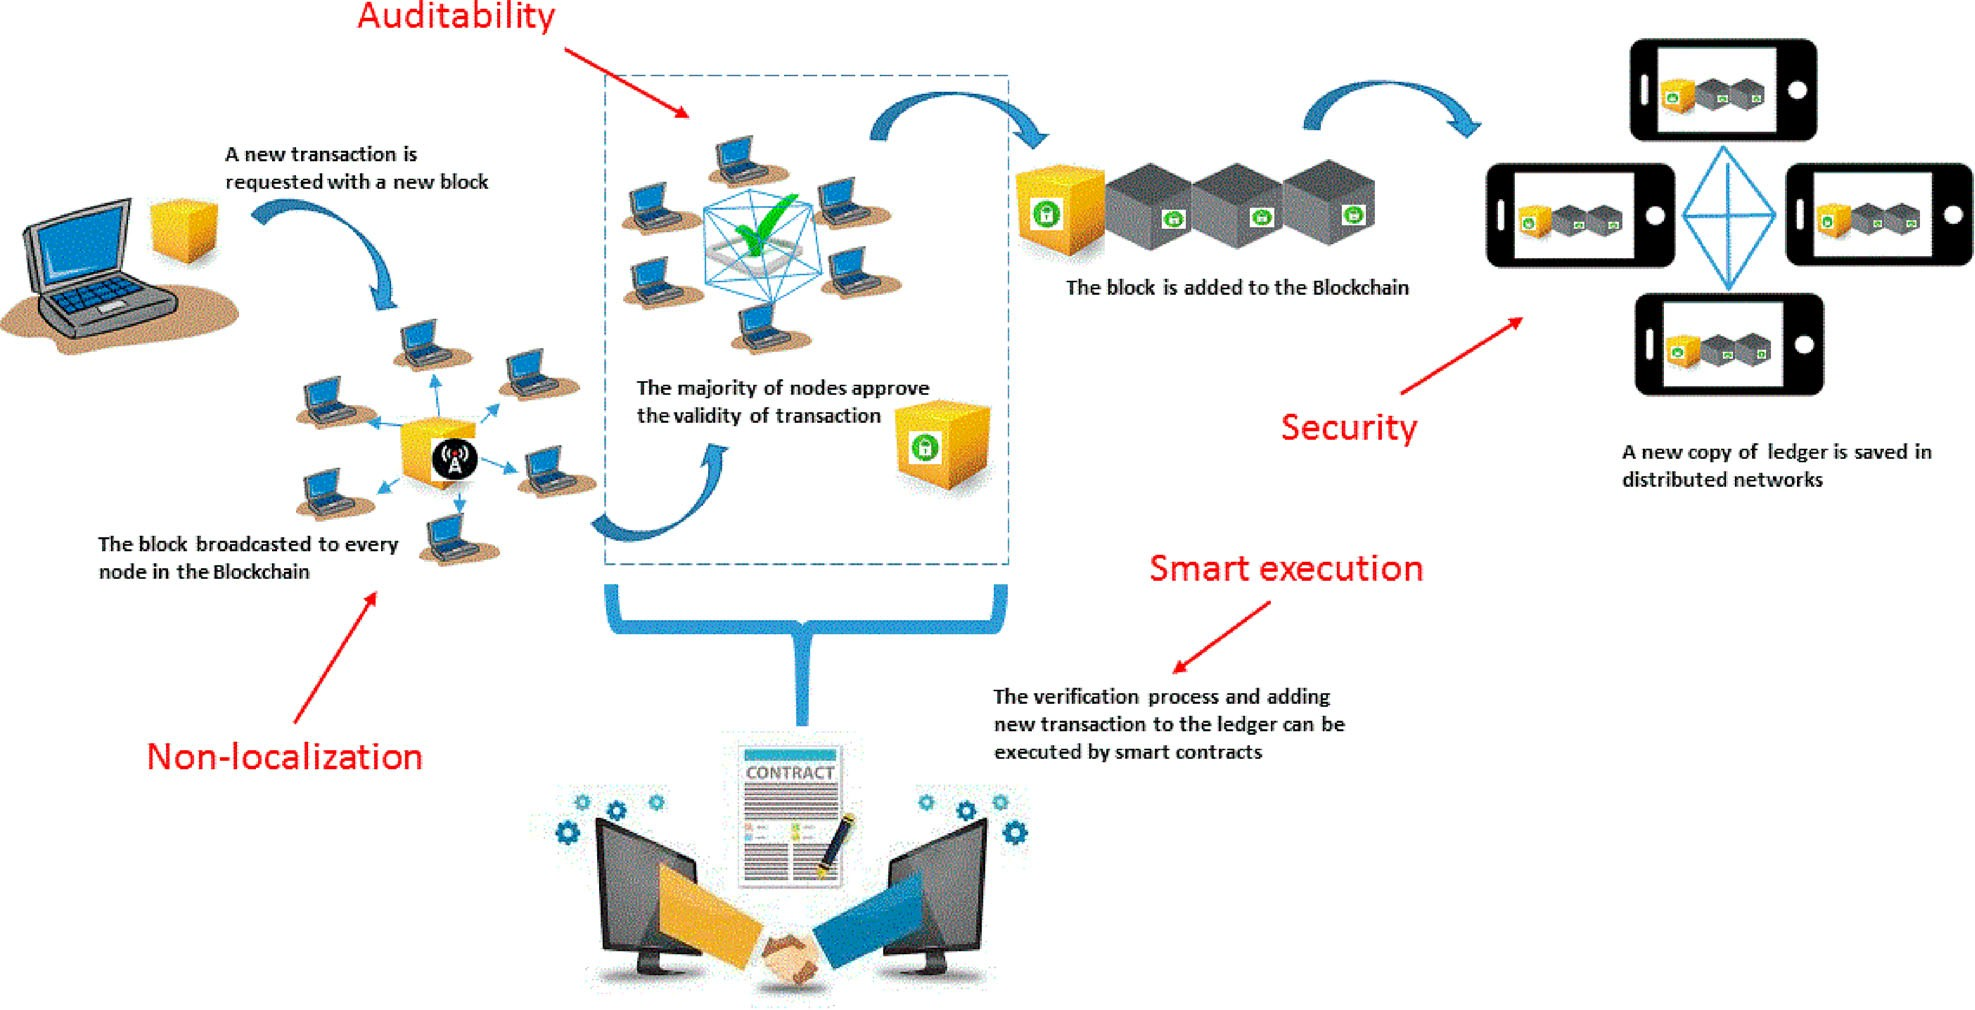 Auditability
A new transaction is
requested with a new block
The block broadcasted to every
node in the Blockchain
Non-localization
The majority of nodes approve
the validity of transaction
The block is added to the Blockchain
Security
A new copy of ledger is saved in
distributed networks
Smart execution
The verification process and adding
new transaction to the ledger can be
executed by smart contracts
CONTRACT